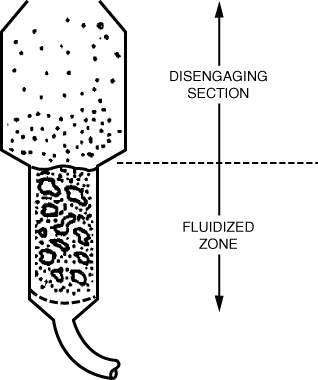 DISENGAGING
SECTION
FLUIDIZED
ZONE